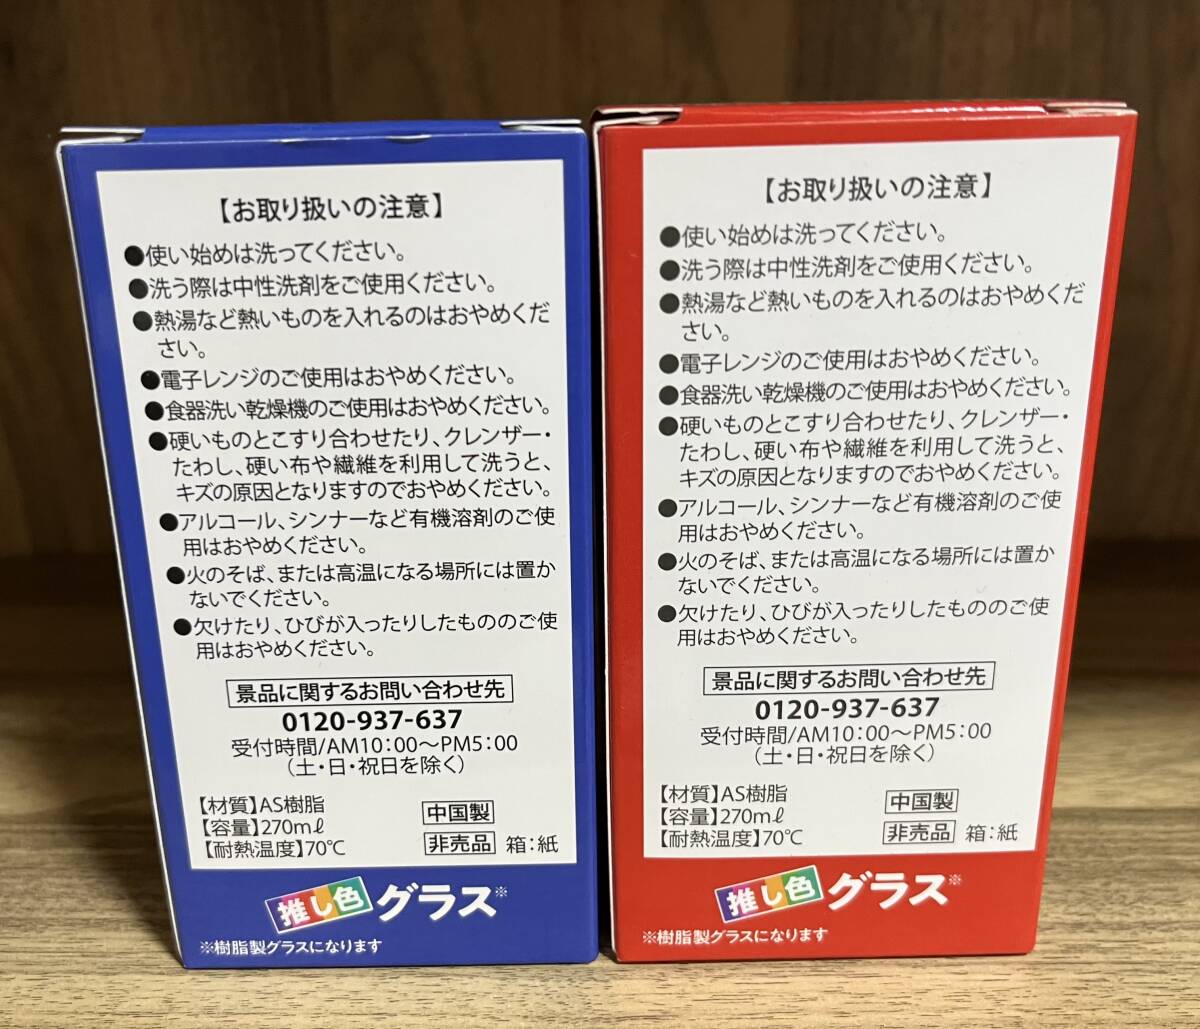 【お取り扱いの注意】
●使い始めは洗ってください。
●洗う際は中性洗剤をご使用ください。
●熱湯など熱いものを入れるのはおやめくだ
さい。
●電子レンジのご使用はおやめください。
●食器洗い乾燥機のご使用はおやめください。
●硬いものとこすり合わせたり、クレンザー・
たわし、硬い布や繊維を利用して洗うと、
キズの原因となりますのでおやめください。
●アルコール、シンナーなど有機溶剤のご使
用はおやめください。
●火のそば、または高温になる場所には置か
ないでください。
●欠けたり、ひびが入ったりしたもののご使
用はおやめください。
景品に関するお問い合わせ先
0120-937-637
受付時間/AM10:00〜PM5:00
(土・日・祝日を除く)
【材質】AS樹脂
【容量】270mℓ
【耐熱温度】70℃
中国製
非売品 箱:紙
推し色グラス※
※樹脂製グラスになります
【お取り扱いの注意】
●使い始めは洗ってください。
●洗う際は中性洗剤をご使用ください。
●熱湯など熱いものを入れるのはおやめくだ
さい。
●電子レンジのご使用はおやめください。
●食器洗い乾燥機のご使用はおやめください。
●硬いものとこすり合わせたり、クレンザー・
たわし、硬い布や繊維を利用して洗うと、
キズの原因となりますのでおやめください。
●アルコール、シンナーなど有機溶剤のご使
用はおやめください。
●火のそば、または高温になる場所には置か
ないでください。
●欠けたり、ひびが入ったりしたもののご使
用はおやめください。
景品に関するお問い合わせ先
0120-937-637
受付時間/AM10:00〜PM5:00
(土・日・祝日を除く)
【材質】AS樹脂
【容量】270mℓ
【耐熱温度】70℃
中国製
非売品 箱:紙
推し色グラス※
※樹脂製グラスになります